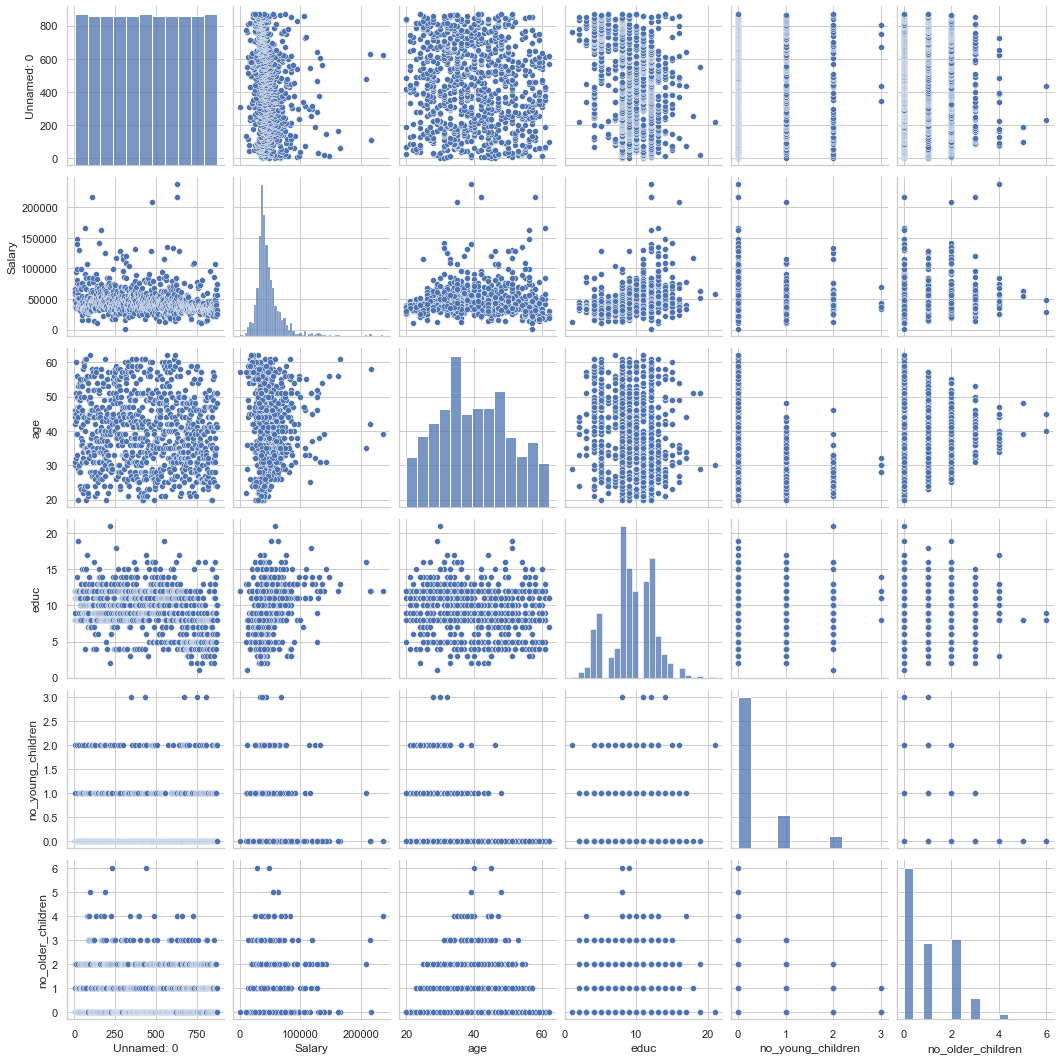 800
600
400
200
0
Unnamed: 0
200000
150000
100000
50000
0
Salary
60
50
40
30
20
age
20
15
10
5
0
educ
3.0
2.5
2.0
1.5
1.0
0.5
0.0
no_young_children
6
5
4
3
2
1
0
no_older_children
0 250 500 750
Unnamed: 0
100000 200000
Salary
20 40 60
age
0 10 20
educ
0 1 2 3
no_young_children
0 2 4 6
no_older_children